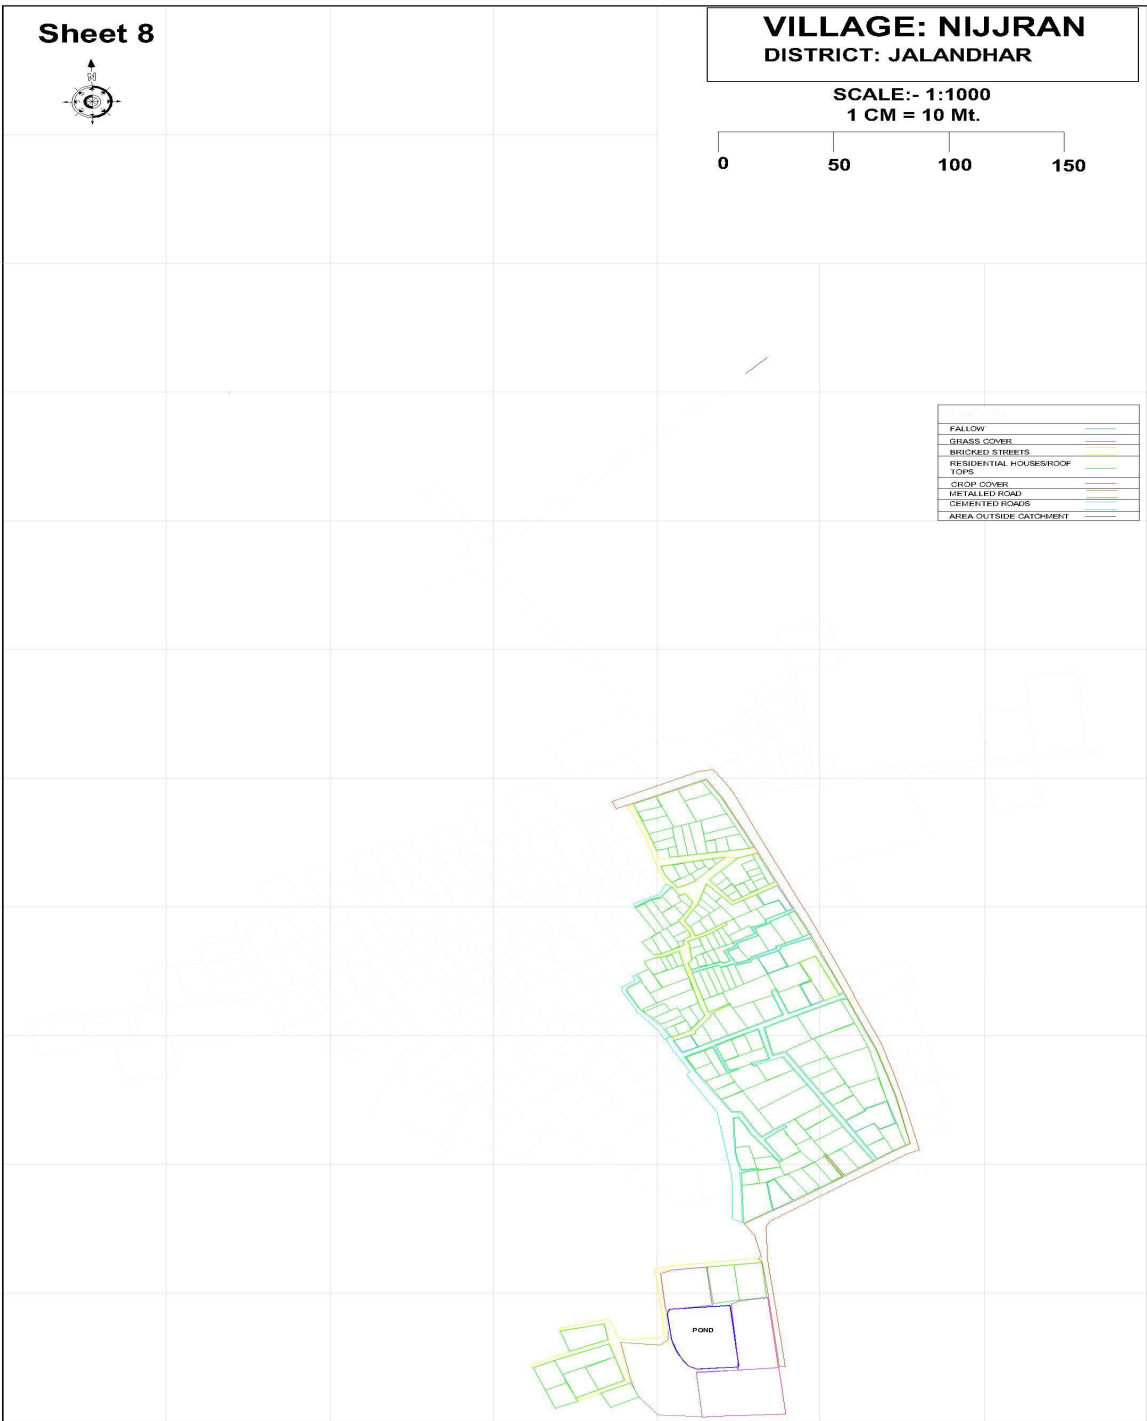 Sheet 8
N
VILLAGE: NIJJRAN
DISTRICT: JALANDHAR
SCALE:- 1:1000
1 CM = 10 Mt.
0 50 100 150
FALLOW
GRASS COVER
BRICKED STREETS
RESIDENTIAL HOUSES/ROOF
TOPS
CROP COVER
METALLED ROAD
CEMENTED ROADS
AREA OUTSIDE CATCHMENT
POND